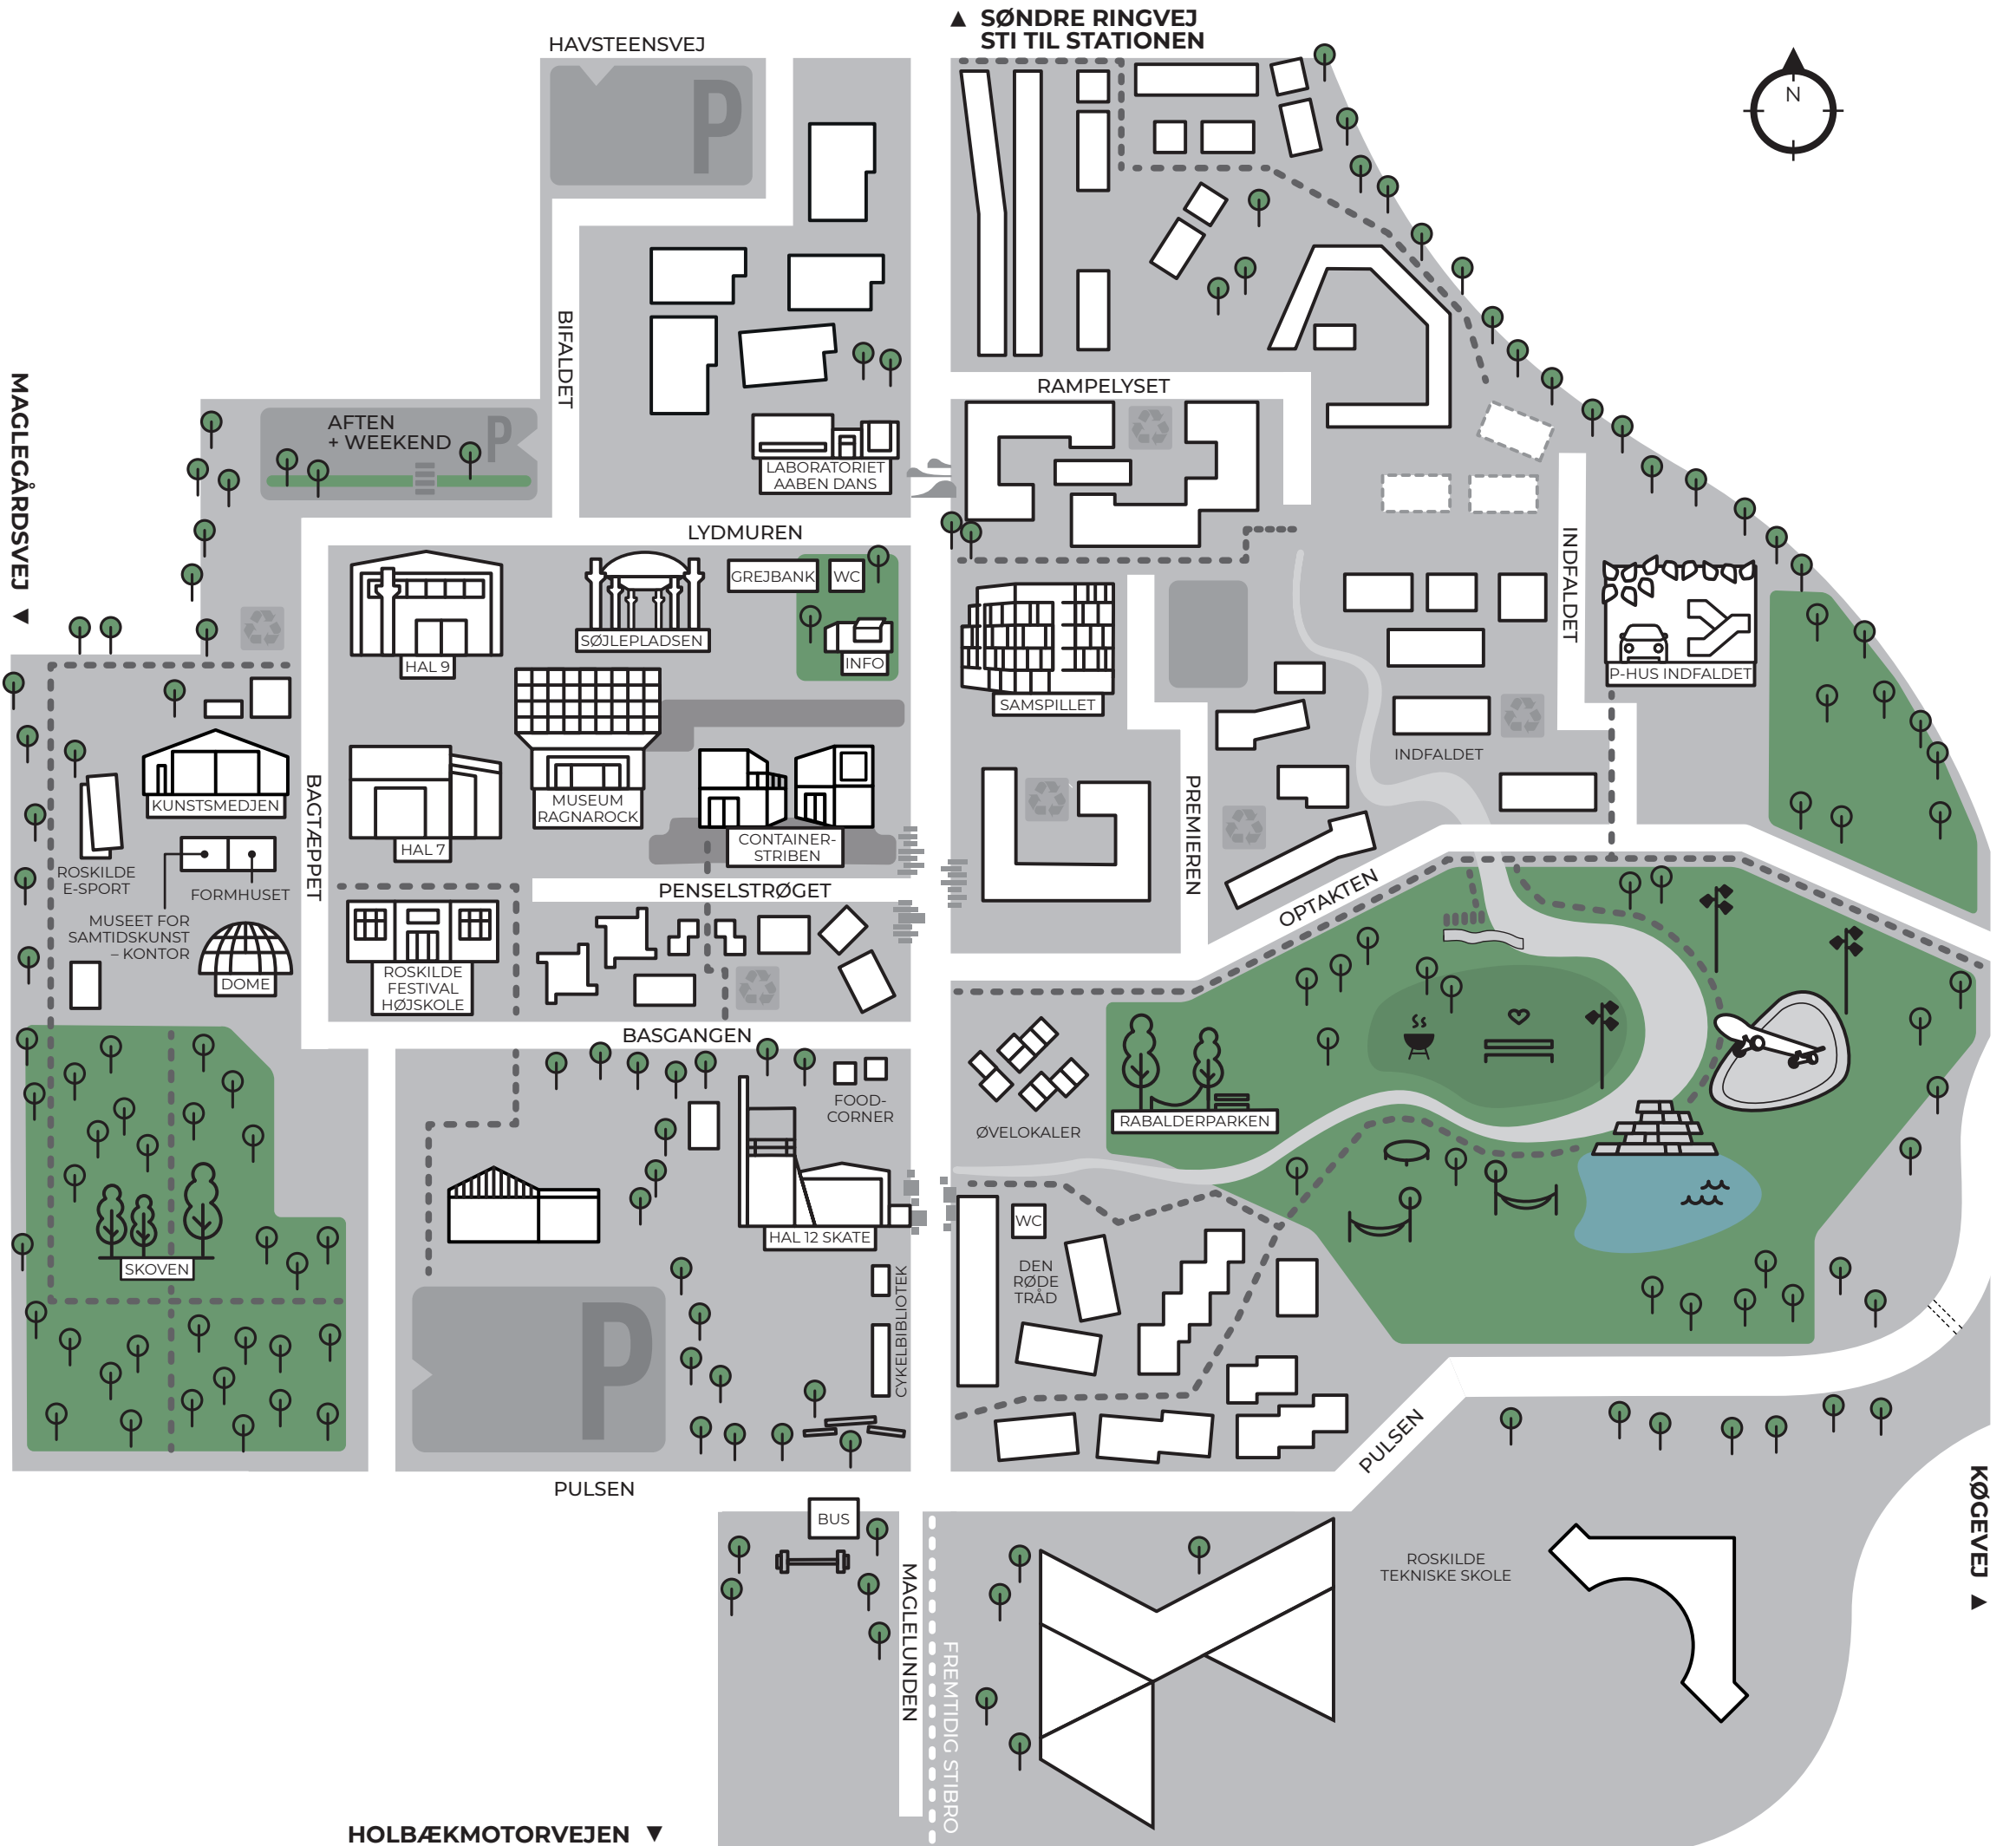 ▲ SØNDRE RINGVEJ
STI TIL STATIONEN
HAVSTEENSVEJ
P
N
BIFALDET
MAGLEGÅRDSVEJ ▼
AFTEN
+ WEEKEND
P
RAMPELYSET
LABORATORIET
AABEN DANS
LYDMUREN
GREJBANK
WC
SØJLEPLADSEN
INFO
HAL 9
INDFALDET
P-HUS INDFALDET
SAMSPILLET
INDFALDET
BAGTÆPPET
KUNSTSMEDJEN
MUSEUM
RAGNAROCK
HAL 7
CONTAINER-
STRIBEN
PREMIEREN
ROSKILDE
E-SPORT
FORMHUSET
MUSEET FOR
SAMTIDSKUNST
– KONTOR
DOME
PENSELSTRØGET
OPTAKTEN
ROSKILDE
FESTIVAL
HØJSKOLE
BASGANGEN
FOOD-
CORNER
ØVELOKALER
RABALDERPARKEN
HAL 12 SKATE
WC
DEN
RØDE
TRÅD
SKOVEN
P
CYKELBIBLIOTEK
PULSEN
PULSEN
BUS
MAGLELUNDEN
FREMTIDIG STIBRO
ROSKILDE
TEKNISKE SKOLE
KØGEVEJ ▲
HOLBÆKMOTORVEJEN ▼